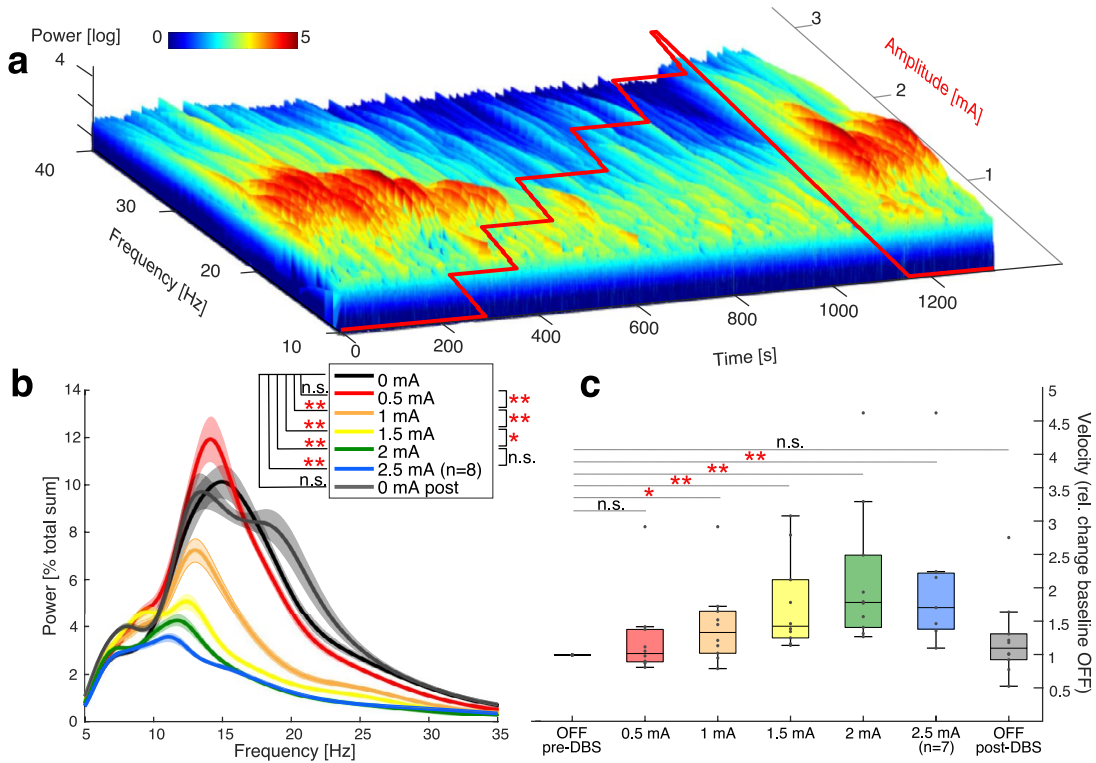 Power [log] 0 5
a
4
40
30
20
10
Frequency [Hz]
0 200 400 600 800 1000 1200
Time [s]
3
2
1
Amplitude [mA]
b
14
12
10
8
6
4
2
0
Power [% total sum]
5 10 15 20 25 30 35
Frequency [Hz]
0 mA
0.5 mA
1 mA
1.5 mA
2 mA
2.5 mA (n=8)
0 mA post
n.s.
**
**
**
**
n.s.
**
**
*
n.s.
c
n.s.
**
**
**
*
n.s.
5
4.5
4
3.5
3
2.5
2
1.5
1
0.5
Velocity (rel. change baseline OFF)
OFF pre-DBS
0.5 mA
1 mA
1.5 mA
2 mA
2.5 mA (n=7)
OFF post-DBS